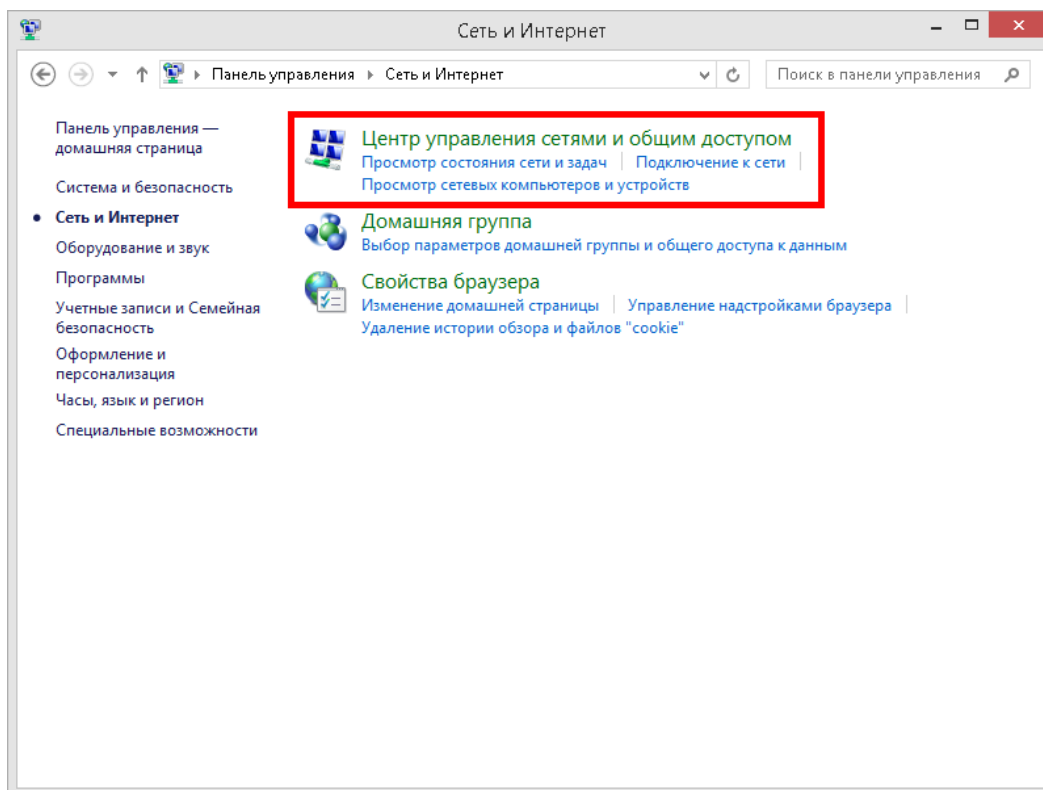 Сеть и Интернет
Панель управления Сеть и Интернет Поиск в панели управления
Панель управления —
домашняя страница
Система и безопасность
Сеть и Интернет
Оборудование и звук
Программы
Учетные записи и Семейная
безопасность
Оформление и
персонализация
Часы, язык и регион
Специальные возможности
Центр управления сетями и общим доступом
Просмотр состояния сети и задач Подключение к сети
Просмотр сетевых компьютеров и устройств
Домашняя группа
Выбор параметров домашней группы и общего доступа к данным
Свойства браузера
Изменение домашней страницы Управление надстройками браузера
Удаление истории обзора и файлов "cookie"